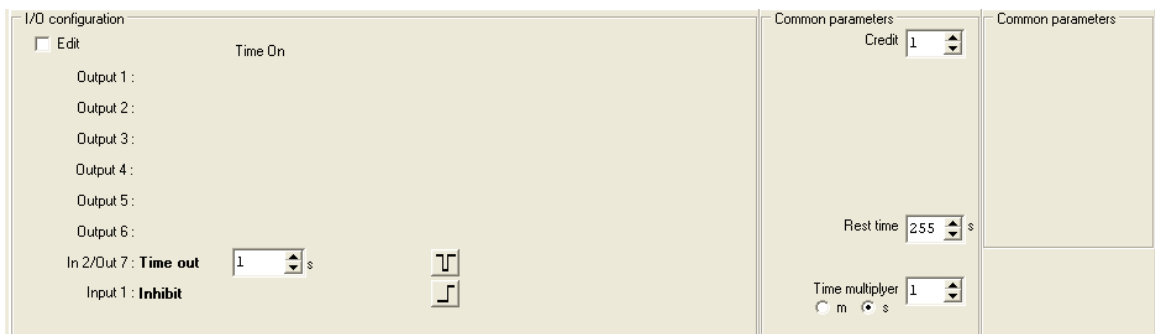 I/O configuration
Edit
Time On
Output 1 :
Output 2 :
Output 3 :
Output 4 :
Output 5 :
Output 6 :
In 2/Out 7 : Time out 1 s
Input 1 : Inhibit
Common parameters
Credit 1
Rest time 255 s
Time multiplyer 1
m s
Common parameters